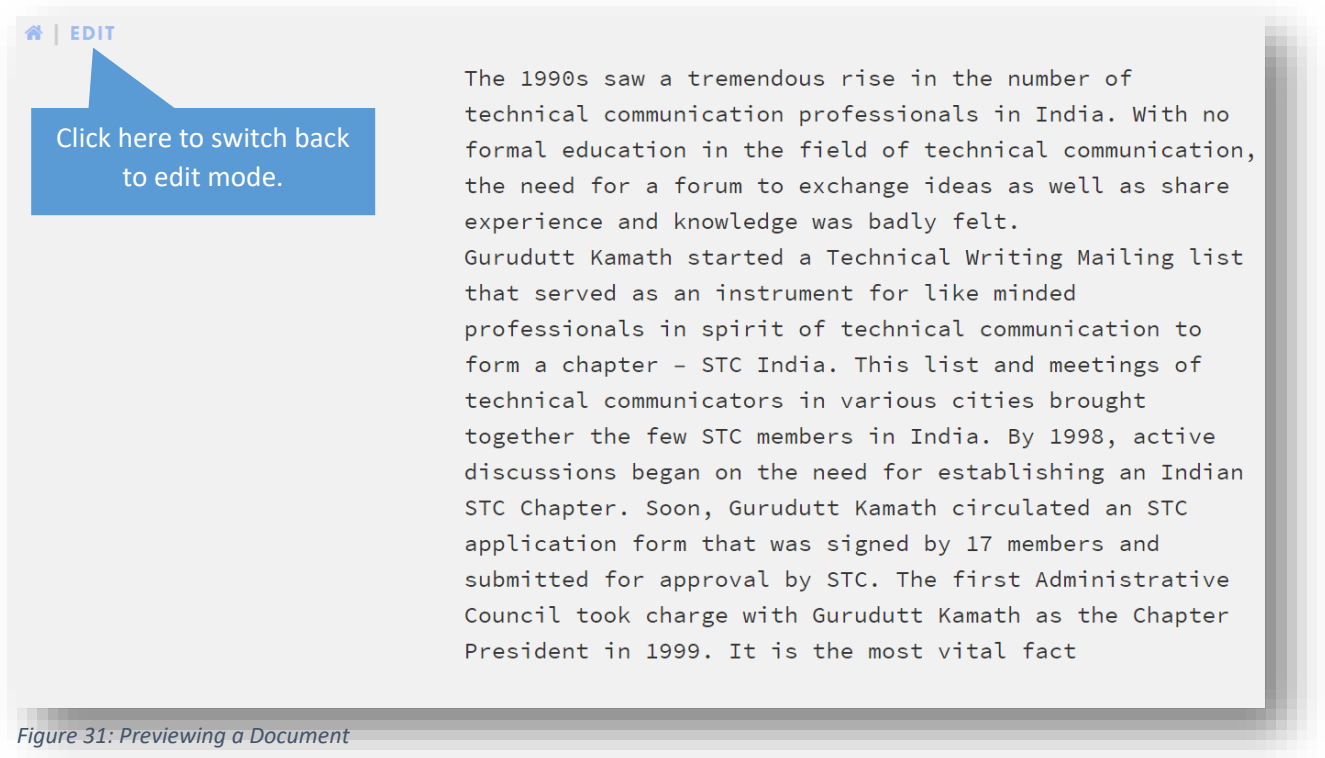 | EDIT
Click here to switch back
to edit mode.
The 1990s saw a tremendous rise in the number of
technical communication professionals in India. With no
formal education in the field of technical communication,
the need for a forum to exchange ideas as well as share
experience and knowledge was badly felt.
Gurudutt Kamath started a Technical Writing Mailing list
that served as an instrument for like minded
professionals in spirit of technical communication to
form a chapter – STC India. This list and meetings of
technical communicators in various cities brought
together the few STC members in India. By 1998, active
discussions began on the need for establishing an Indian
STC Chapter. Soon, Gurudutt Kamath circulated an STC
application form that was signed by 17 members and
submitted for approval by STC. The first Administrative
Council took charge with Gurudutt Kamath as the Chapter
President in 1999. It is the most vital fact
Figure 31: Previewing a Document